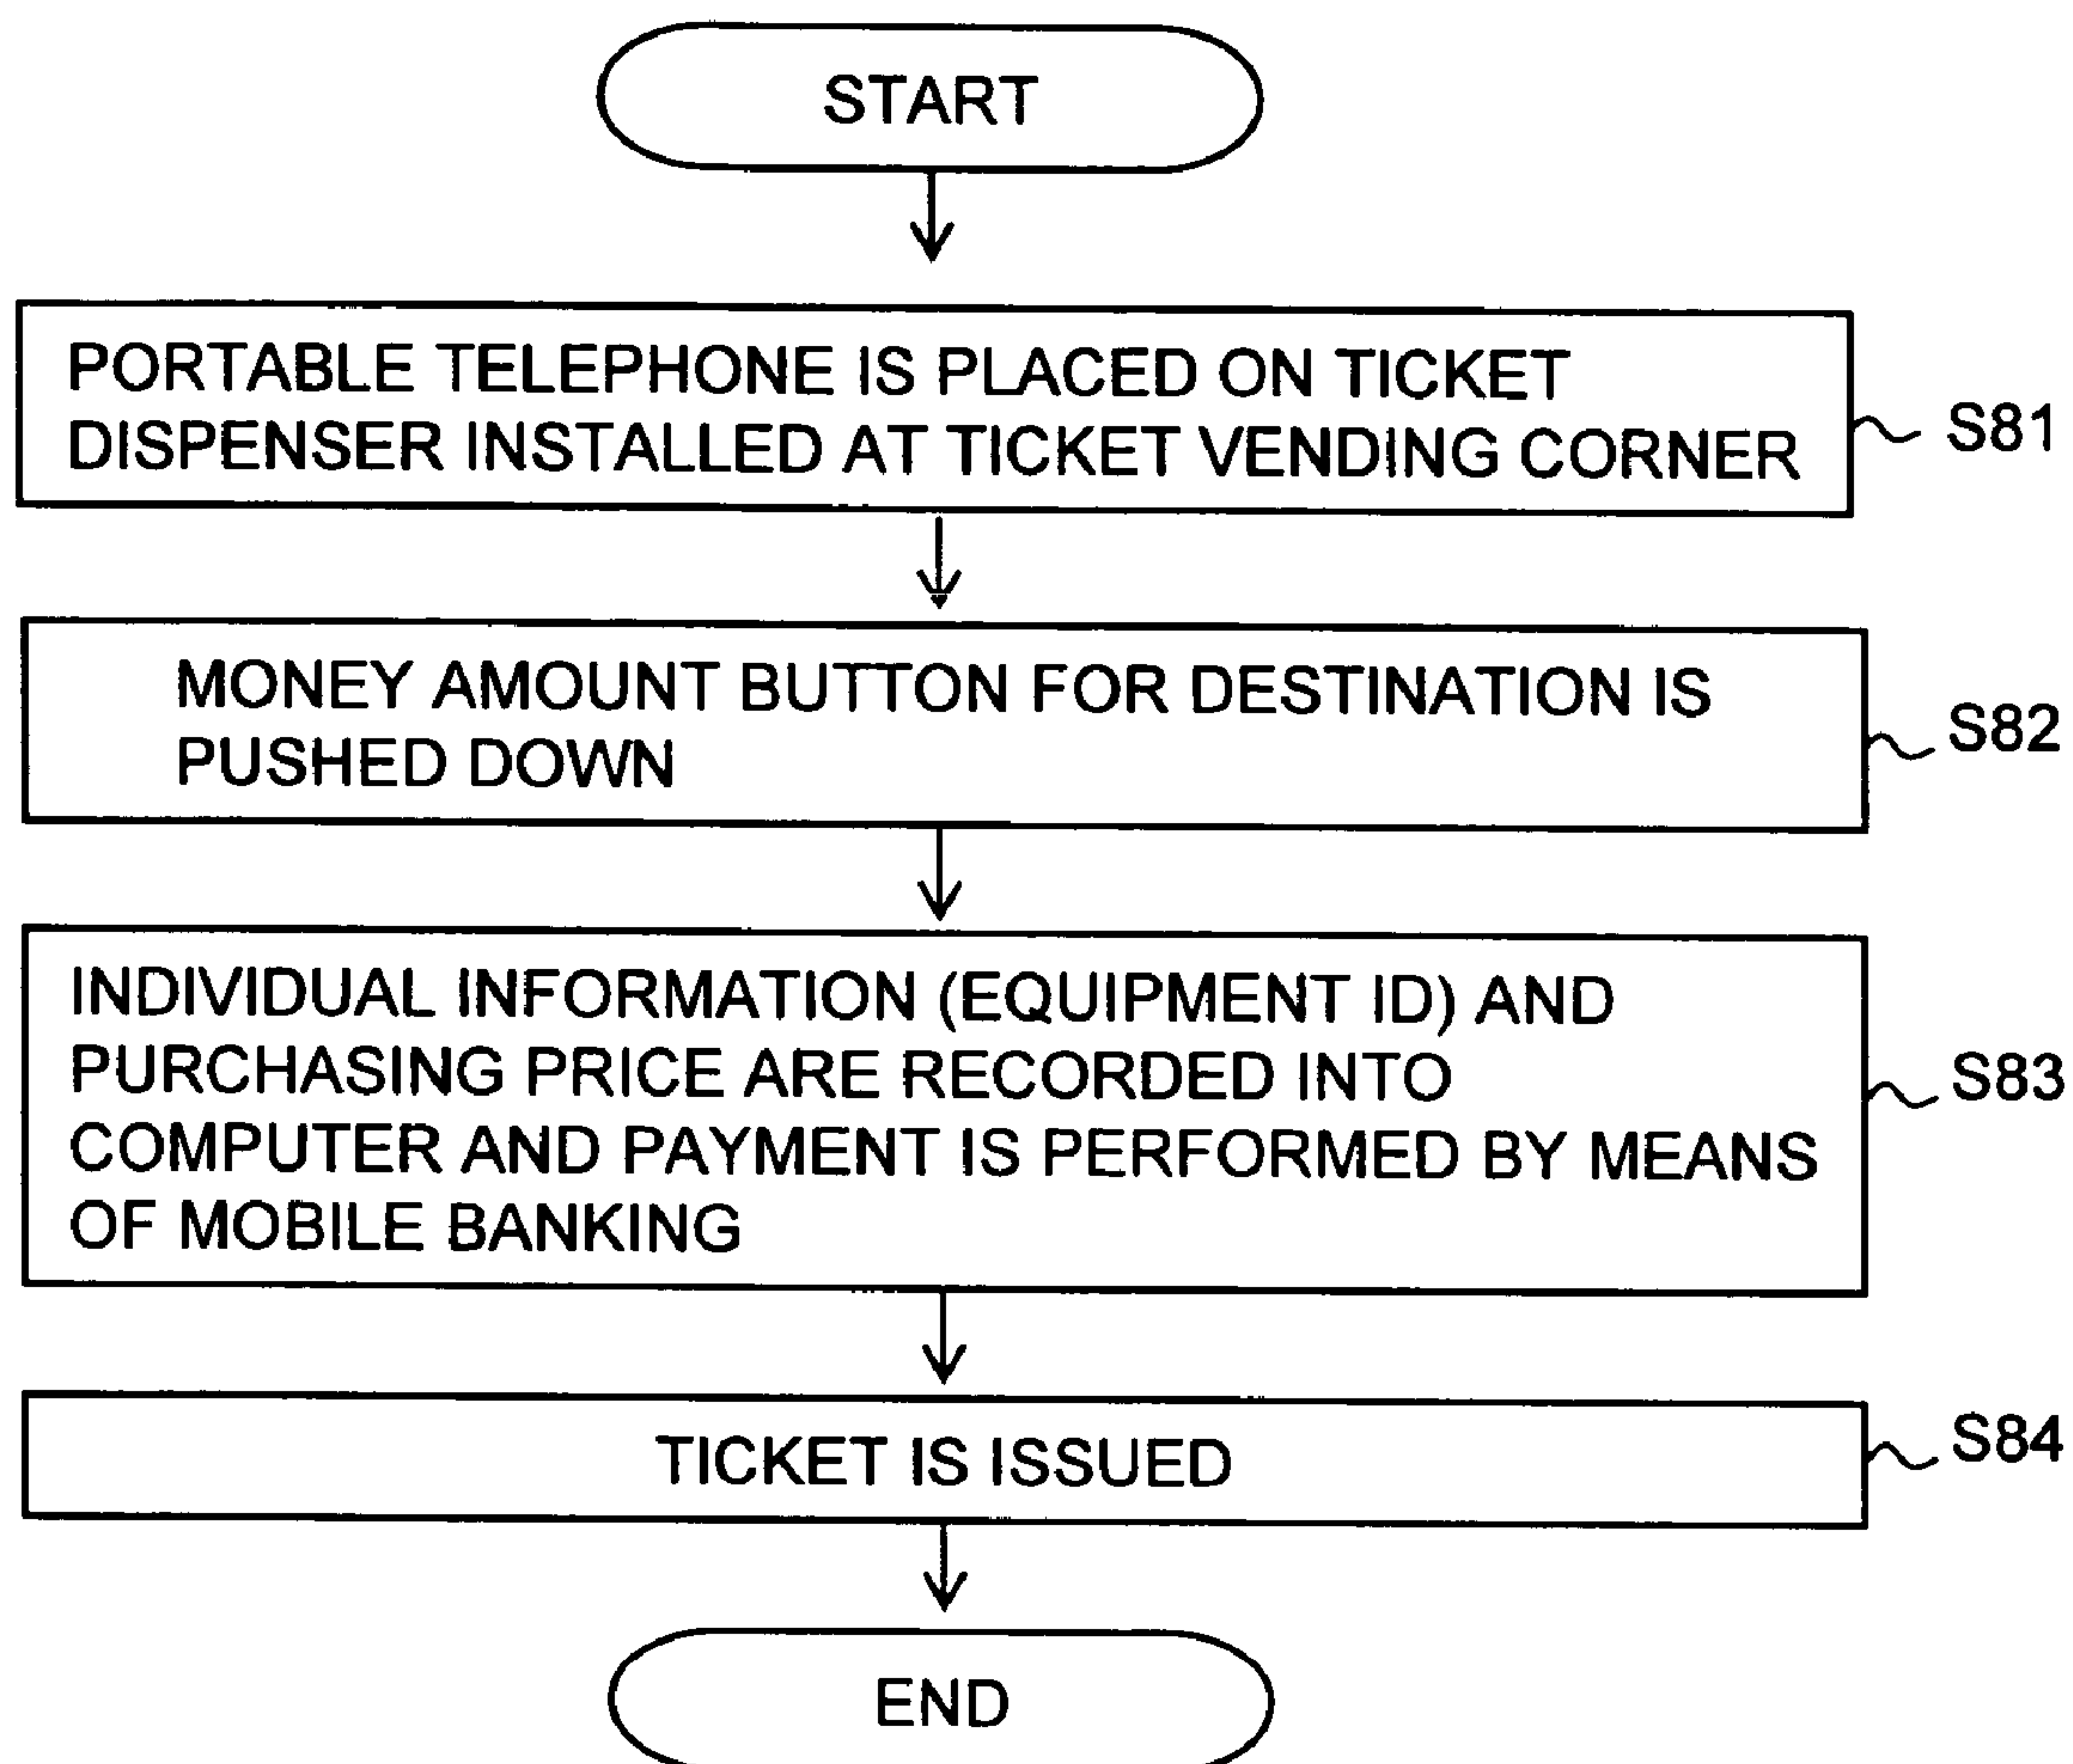 START
PORTABLE TELEPHONE IS PLACED ON TICKET
DISPENSER INSTALLED AT TICKET VENDING CORNER
S81
MONEY AMOUNT BUTTON FOR DESTINATION IS
PUSHED DOWN
S82
INDIVIDUAL INFORMATION (EQUIPMENT ID) AND
PURCHASING PRICE ARE RECORDED INTO
COMPUTER AND PAYMENT IS PERFORMED BY MEANS
OF MOBILE BANKING
S83
TICKET IS ISSUED
S84
END